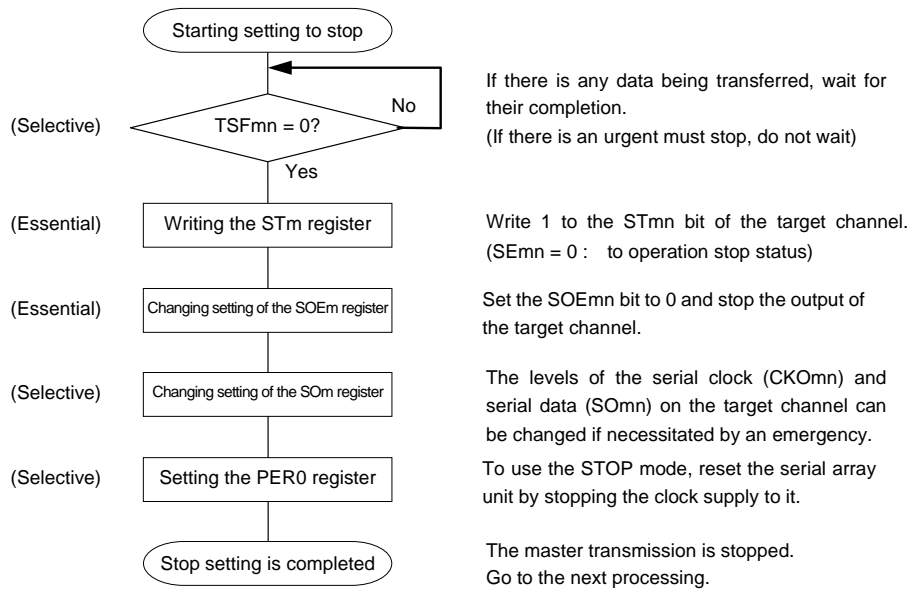 Starting setting to stop
No
If there is any data being transferred, wait for
their completion.
(Selective)
TSFmn = 0?
(If there is an urgent must stop, do not wait)
Yes
(Essential)
Writing the STm register
Write 1 to the STmn bit of the target channel.
(SEmn = 0 : to operation stop status)
(Essential)
Changing setting of the SOEm register
Set the SOEmn bit to 0 and stop the output of
the target channel.
(Selective)
Changing setting of the SOm register
The levels of the serial clock (CKOmn) and
serial data (SOmn) on the target channel can
be changed if necessitated by an emergency.
(Selective)
Setting the PER0 register
To use the STOP mode, reset the serial array
unit by stopping the clock supply to it.
Stop setting is completed
The master transmission is stopped.
Go to the next processing.